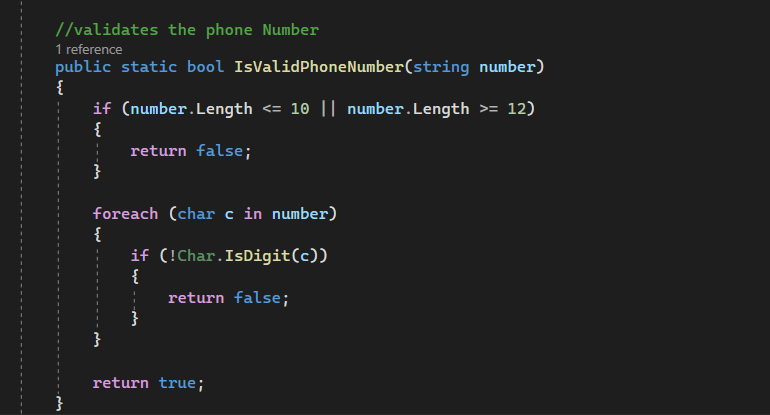 //validates the phone Number
1 reference
public static bool IsValidPhoneNumber(string number)
{
if (number.Length <= 10 || number.Length >= 12)
{
return false;
}
foreach (char c in number)
{
if (!Char.IsDigit(c))
{
return false;
}
}
return true;
}